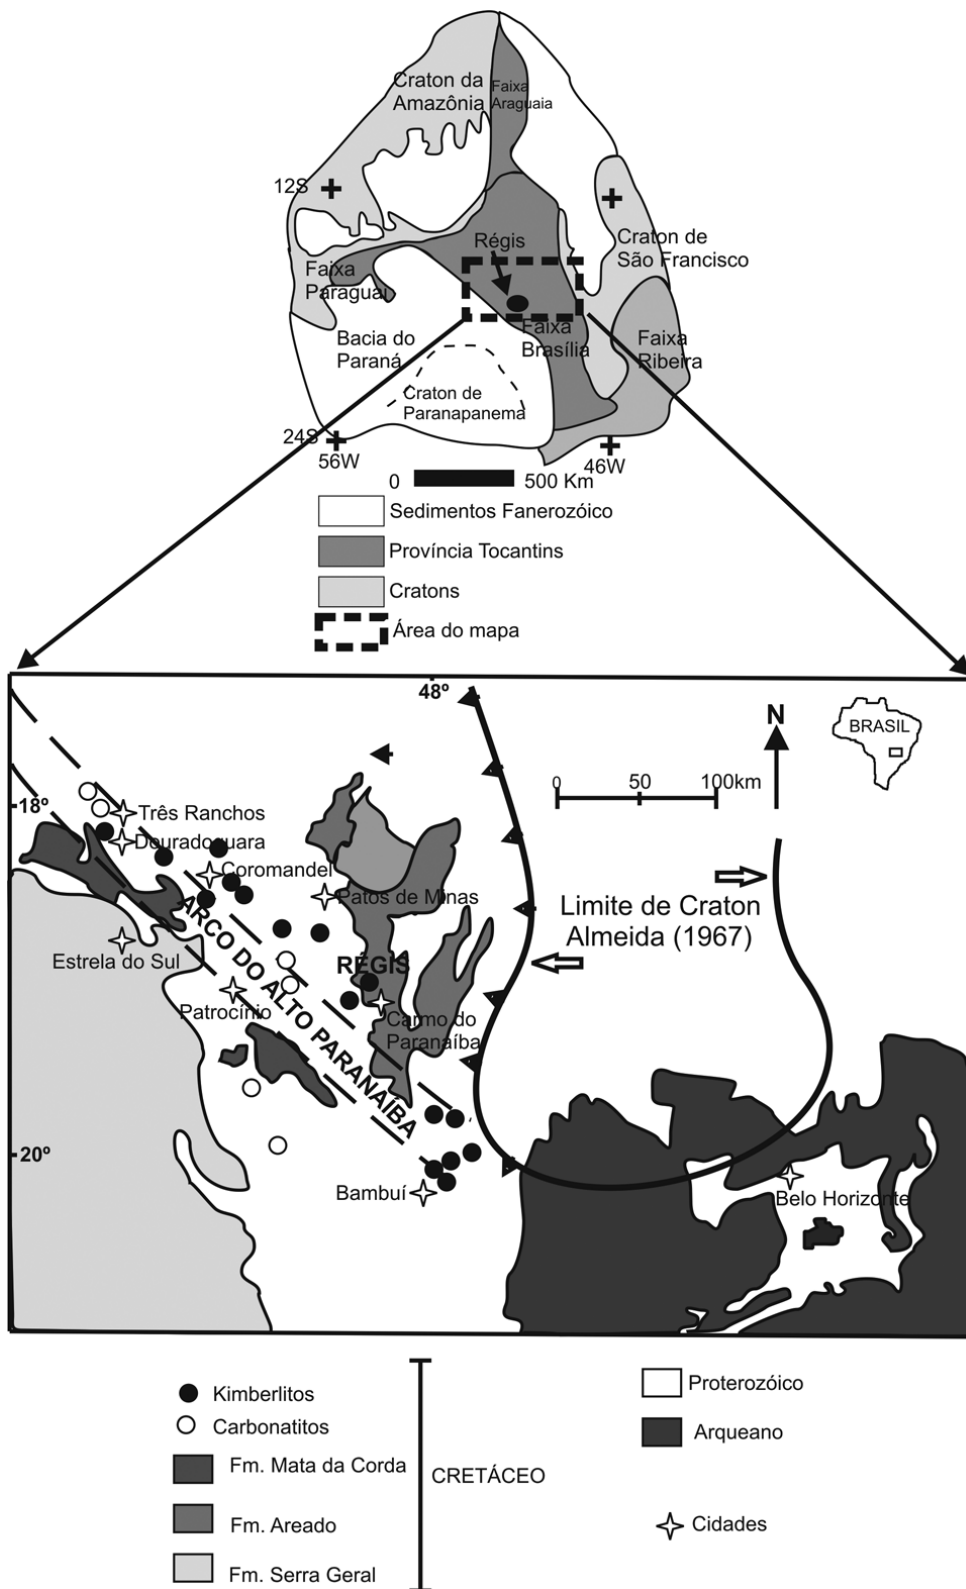 Craton da
Amazônia
Faixa
Araguaia
12S
Régis
Craton de
São Francisco
Faixa
Paraguai
Bacia do
Paraná
Faixa
Brasília
Faixa
Ribeira
Craton de
Paranapanema
24S
56W
46W
0
500 Km
Sedimentos Fanerozóico
Província Tocantins
Cratons
Área do mapa
48º
N
BRASIL
0 50 100km
18º
Três Ranchos
Douradoquara
Coromandel
Patos de Minas
Limite de Craton
Almeida (1967)
Estrela do Sul
RÉGIS
ARCO DO ALTO PARANAÍBA
Patrocínio
Carmo do
Paranaíba
20º
Bambuí
Belo Horizonte
Kimberlitos
Carbonatitos
Fm. Mata da Corda
Fm. Areado
Fm. Serra Geral
CRETÁCEO
Proterozóico
Arqueano
Cidades